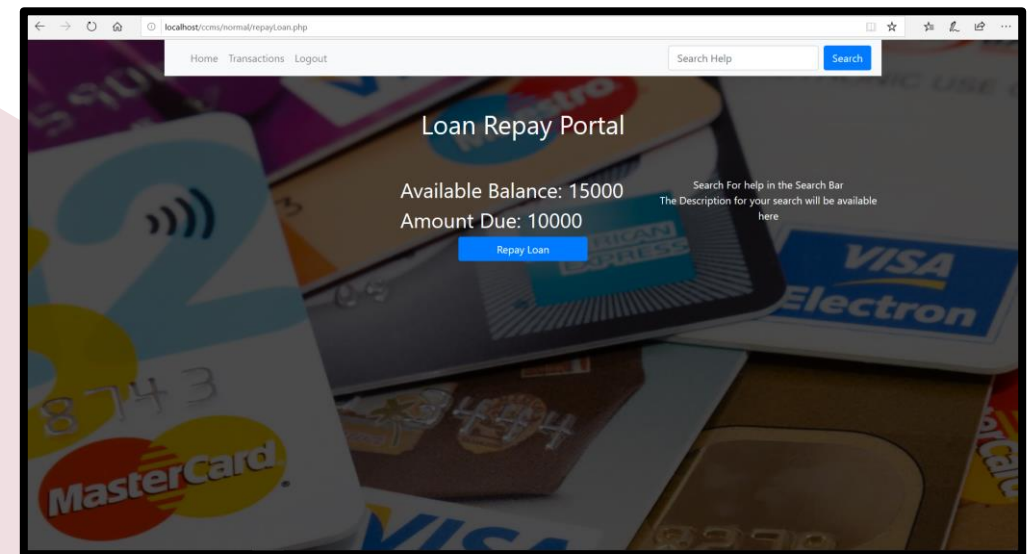 localhost/ccms/normal/repayLoan.php
Home Transactions Logout
Search Help
Search
Loan Repay Portal
Available Balance: 15000
Amount Due: 10000
Repay Loan
Search For help in the Search Bar
The Description for your search will be available
here
Maestro
AMERICAN
EXPRESS
VISA
Electron
8743
MasterCard
VISA